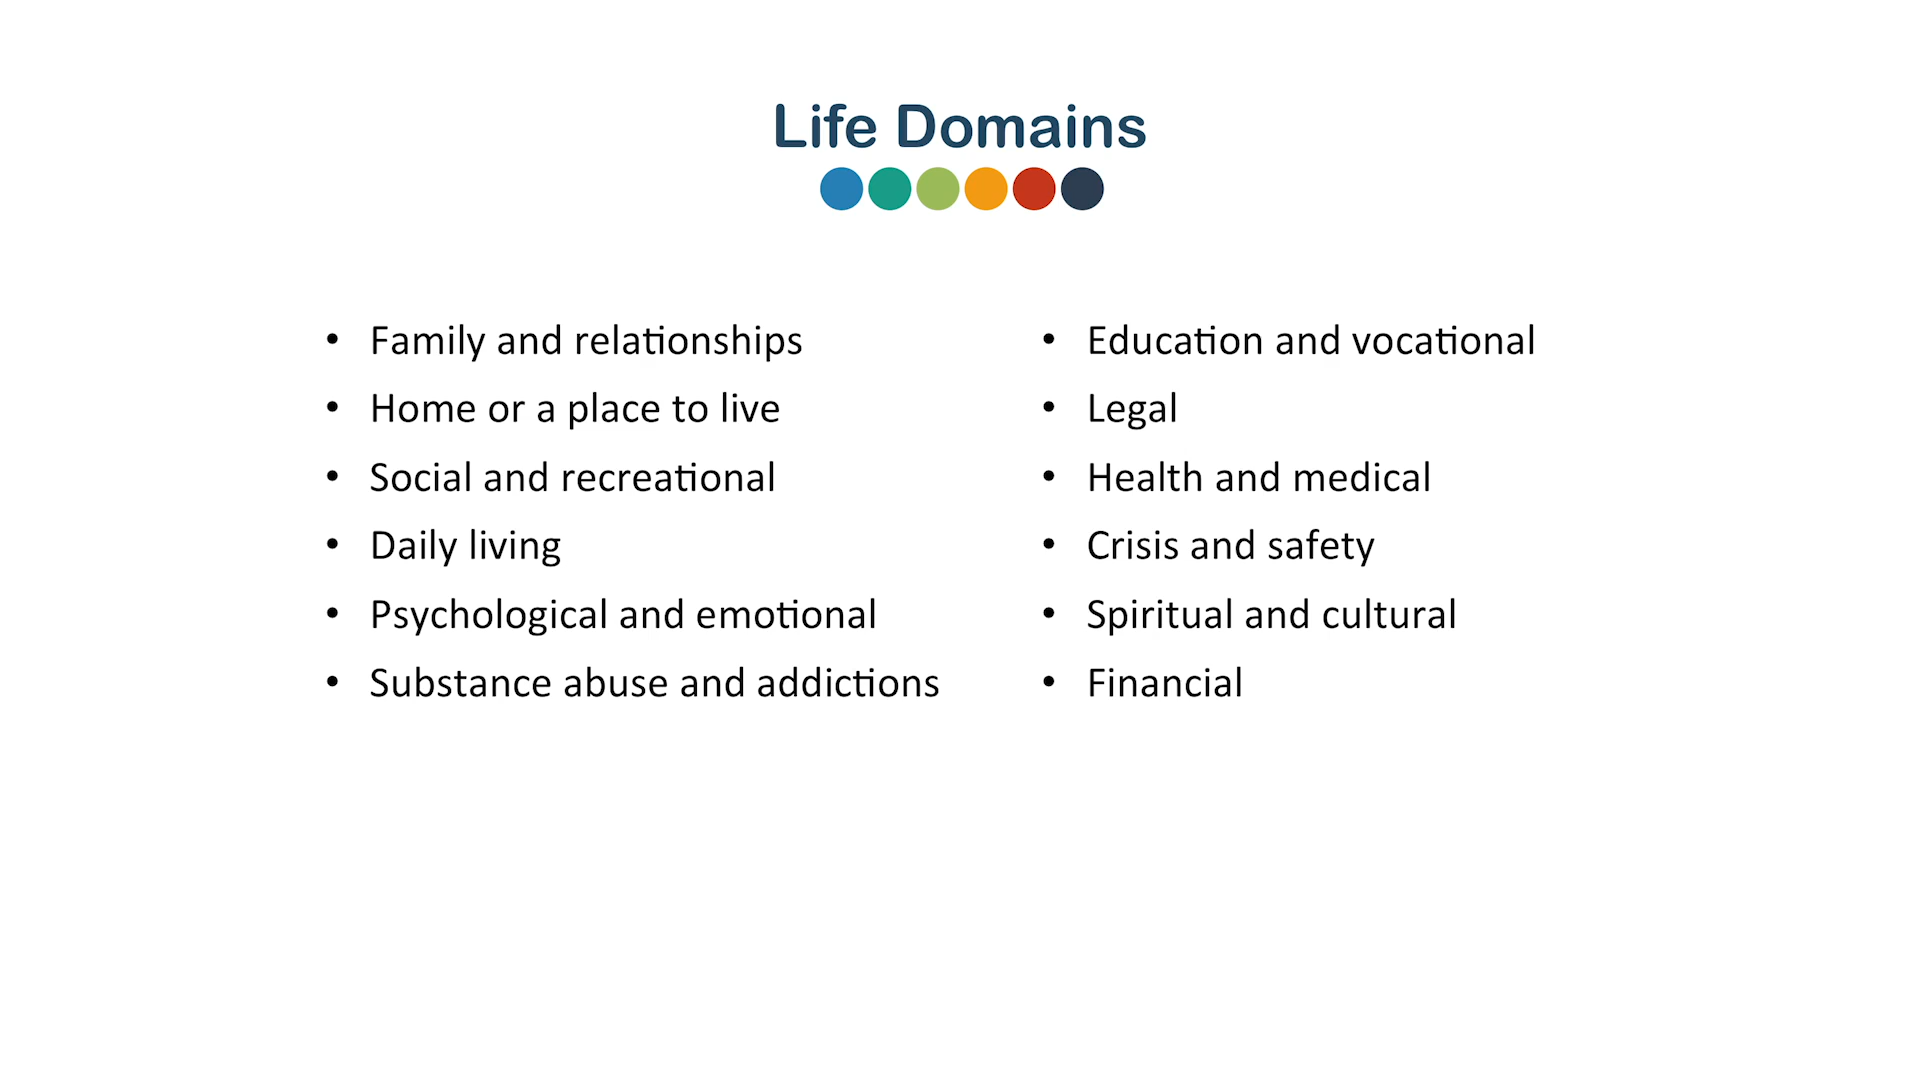 Life Domains
• Family and relationships
• Home or a place to live
• Social and recreational
• Daily living
• Psychological and emotional
• Substance abuse and addictions
• Education and vocational
• Legal
• Health and medical
• Crisis and safety
• Spiritual and cultural
• Financial